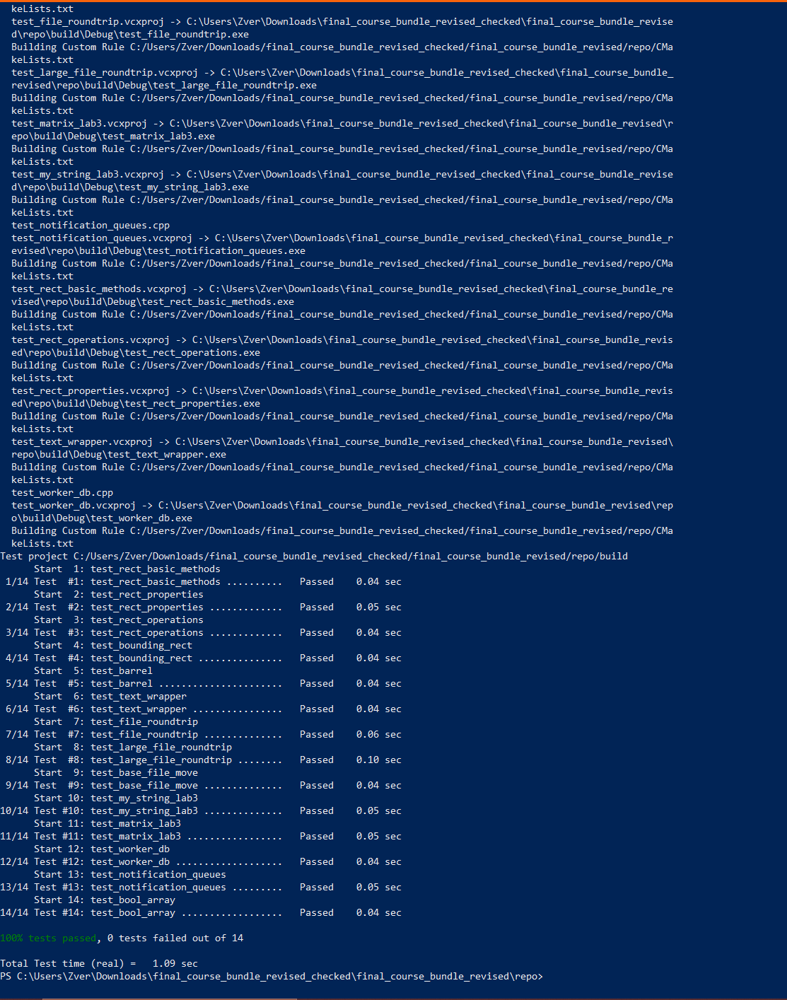 keLists.txt
test_file_roundtrip.vcxproj -> C:\Users\Zver\Downloads\final_course_bundle_revised_checked\final_course_bundle_revise
d\repo\build\Debug\test_file_roundtrip.exe
Building Custom Rule C:/Users/Zver/Downloads/final_course_bundle_revised_checked/final_course_bundle_revised/repo/CMa
keLists.txt
test_large_file_roundtrip.vcxproj -> C:\Users\Zver\Downloads\final_course_bundle_revised_checked\final_course_bundle_
revised\repo\build\Debug\test_large_file_roundtrip.exe
Building Custom Rule C:/Users/Zver/Downloads/final_course_bundle_revised_checked/final_course_bundle_revised/repo/CMa
keLists.txt
test_matrix_lab3.vcxproj -> C:\Users\Zver\Downloads\final_course_bundle_revised_checked\final_course_bundle_revised\r
epo\build\Debug\test_matrix_lab3.exe
Building Custom Rule C:/Users/Zver/Downloads/final_course_bundle_revised_checked/final_course_bundle_revised/repo/CMa
keLists.txt
test_my_string_lab3.vcxproj -> C:\Users\Zver\Downloads\final_course_bundle_revised_checked\final_course_bundle_revise
d\repo\build\Debug\test_my_string_lab3.exe
Building Custom Rule C:/Users/Zver/Downloads/final_course_bundle_revised_checked/final_course_bundle_revised/repo/CMa
keLists.txt
test_notification_queues.cpp
test_notification_queues.vcxproj -> C:\Users\Zver\Downloads\final_course_bundle_revised_checked\final_course_bundle_r
evised\repo\build\Debug\test_notification_queues.exe
Building Custom Rule C:/Users/Zver/Downloads/final_course_bundle_revised_checked/final_course_bundle_revised/repo/CMa
keLists.txt
test_rect_basic_methods.vcxproj -> C:\Users\Zver\Downloads\final_course_bundle_revised_checked\final_course_bundle_re
vised\repo\build\Debug\test_rect_basic_methods.exe
Building Custom Rule C:/Users/Zver/Downloads/final_course_bundle_revised_checked/final_course_bundle_revised/repo/CMa
keLists.txt
test_rect_operations.vcxproj -> C:\Users\Zver\Downloads\final_course_bundle_revised_checked\final_course_bundle_revis
ed\repo\build\Debug\test_rect_operations.exe
Building Custom Rule C:/Users/Zver/Downloads/final_course_bundle_revised_checked/final_course_bundle_revised/repo/CMa
keLists.txt
test_rect_properties.vcxproj -> C:\Users\Zver\Downloads\final_course_bundle_revised_checked\final_course_bundle_revis
ed\repo\build\Debug\test_rect_properties.exe
Building Custom Rule C:/Users/Zver/Downloads/final_course_bundle_revised_checked/final_course_bundle_revised/repo/CMa
keLists.txt
test_text_wrapper.vcxproj -> C:\Users\Zver\Downloads\final_course_bundle_revised_checked\final_course_bundle_revised\
repo\build\Debug\test_text_wrapper.exe
Building Custom Rule C:/Users/Zver/Downloads/final_course_bundle_revised_checked/final_course_bundle_revised/repo/CMa
keLists.txt
test_worker_db.cpp
test_worker_db.vcxproj -> C:\Users\Zver\Downloads\final_course_bundle_revised_checked\final_course_bundle_revised\rep
o\build\Debug\test_worker_db.exe
Building Custom Rule C:/Users/Zver/Downloads/final_course_bundle_revised_checked/final_course_bundle_revised/repo/CMa
keLists.txt
Test project C:/Users/Zver/Downloads/final_course_bundle_revised_checked/final_course_bundle_revised/repo/build
Start  1: test_rect_basic_methods
1/14 Test  #1: test_rect_basic_methods ..........   Passed    0.04 sec
Start  2: test_rect_properties
2/14 Test  #2: test_rect_properties .............   Passed    0.05 sec
Start  3: test_rect_operations
3/14 Test  #3: test_rect_operations .............   Passed    0.04 sec
Start  4: test_bounding_rect
4/14 Test  #4: test_bounding_rect ...............   Passed    0.04 sec
Start  5: test_barrel
5/14 Test  #5: test_barrel ......................   Passed    0.04 sec
Start  6: test_text_wrapper
6/14 Test  #6: test_text_wrapper ................   Passed    0.04 sec
Start  7: test_file_roundtrip
7/14 Test  #7: test_file_roundtrip ..............   Passed    0.06 sec
Start  8: test_large_file_roundtrip
8/14 Test  #8: test_large_file_roundtrip ........   Passed    0.10 sec
Start  9: test_base_file_move
9/14 Test  #9: test_base_file_move ..............   Passed    0.04 sec
Start 10: test_my_string_lab3
10/14 Test #10: test_my_string_lab3 ..............   Passed    0.05 sec
Start 11: test_matrix_lab3
11/14 Test #11: test_matrix_lab3 .................   Passed    0.05 sec
Start 12: test_worker_db
12/14 Test #12: test_worker_db ...................   Passed    0.04 sec
Start 13: test_notification_queues
13/14 Test #13: test_notification_queues .........   Passed    0.05 sec
Start 14: test_bool_array
14/14 Test #14: test_bool_array ..................   Passed    0.04 sec
100% tests passed, 0 tests failed out of 14
Total Test time (real) =   1.09 sec
PS C:\Users\Zver\Downloads\final_course_bundle_revised_checked\final_course_bundle_revised\repo>